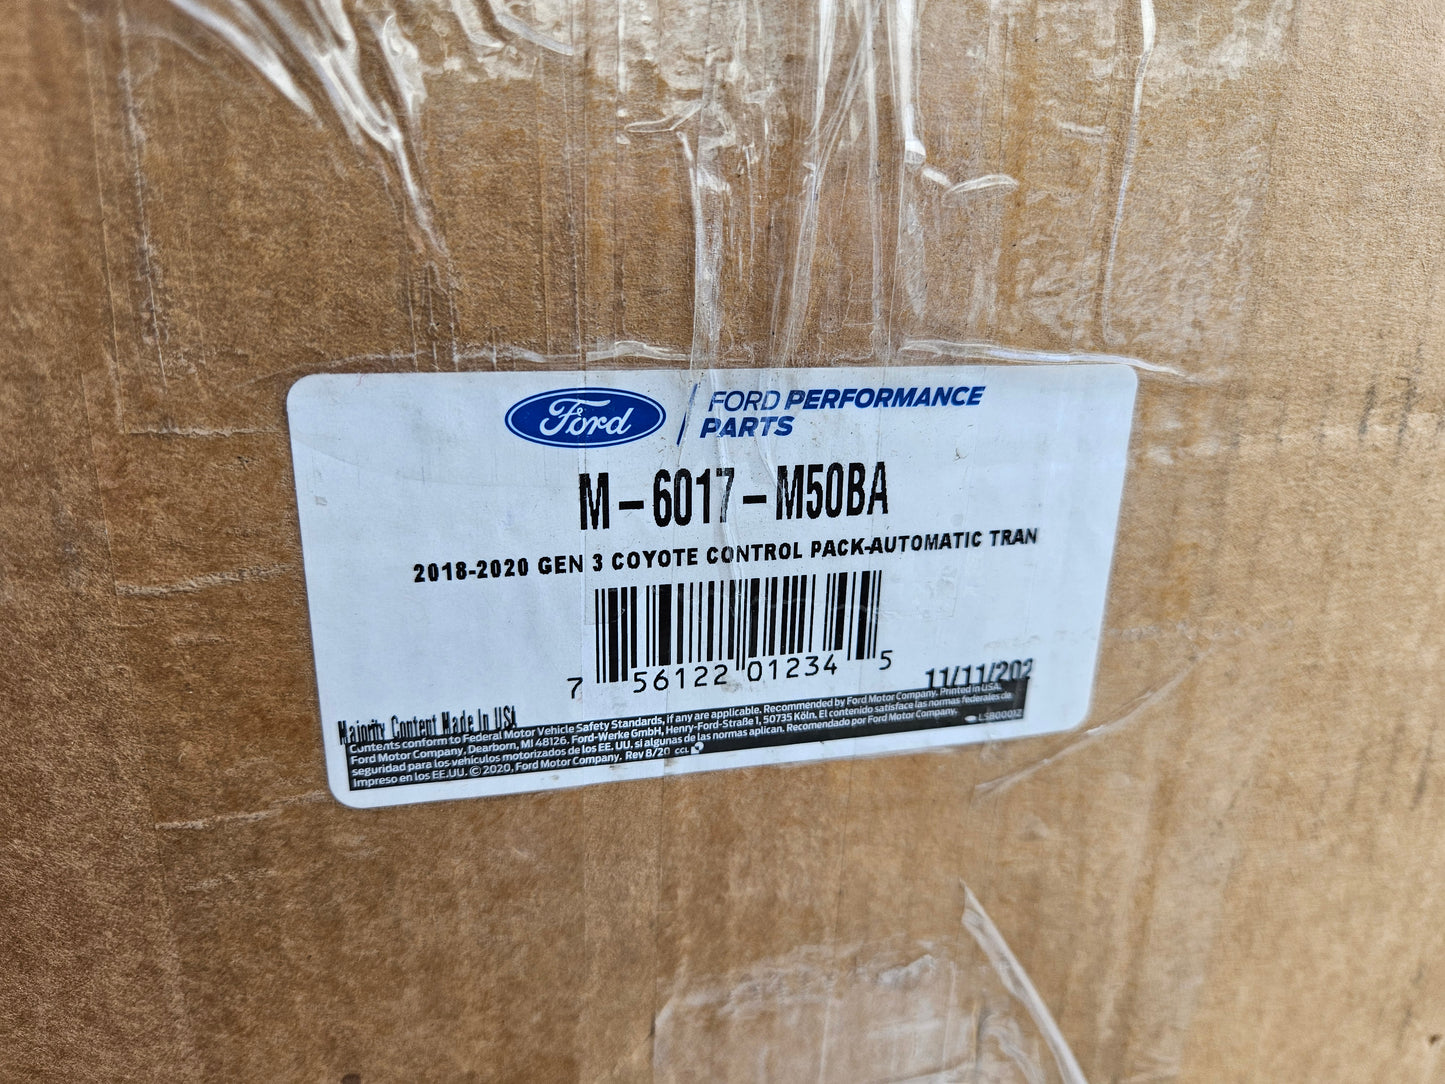 Ford FORD PERFORMANCE
PARTS
M-6017-M50BA
2018-2020 GEN 3 COYOTE CONTROL PACK-AUTOMATIC TRAN
7 56122 01234 5
11/11/202
Majority Content Made In USA
Contents conform to Federal Motor Vehicle Safety Standards, if any are applicable. Recommended by Ford Motor Company. Printed in USA.
Ford Motor Company, Dearborn, MI 48126. Ford-Werke GmbH, Henry-Ford-Straße 1, 50735 Köln. El contenido satisface las normas federales de
seguridad para los vehículos motorizados de los EE. UU. si algunas de las normas aplican. Recomendado por Ford Motor Company.
Impreso en los EE.UU. © 2020, Ford Motor Company. Rev 8/20 CCL
LSB0001Z